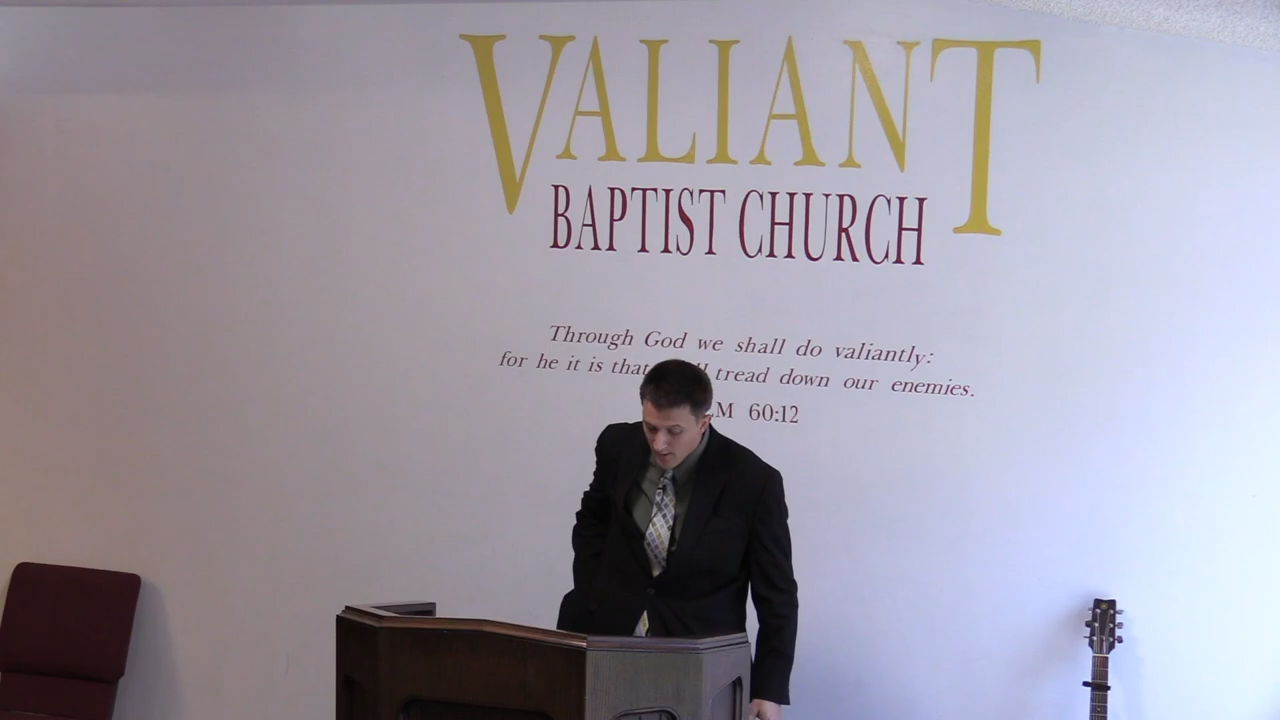 VALIANT
BAPTIST CHURCH
Through God we shall do valiantly:
for he it is that tread down our enemies.
60:12